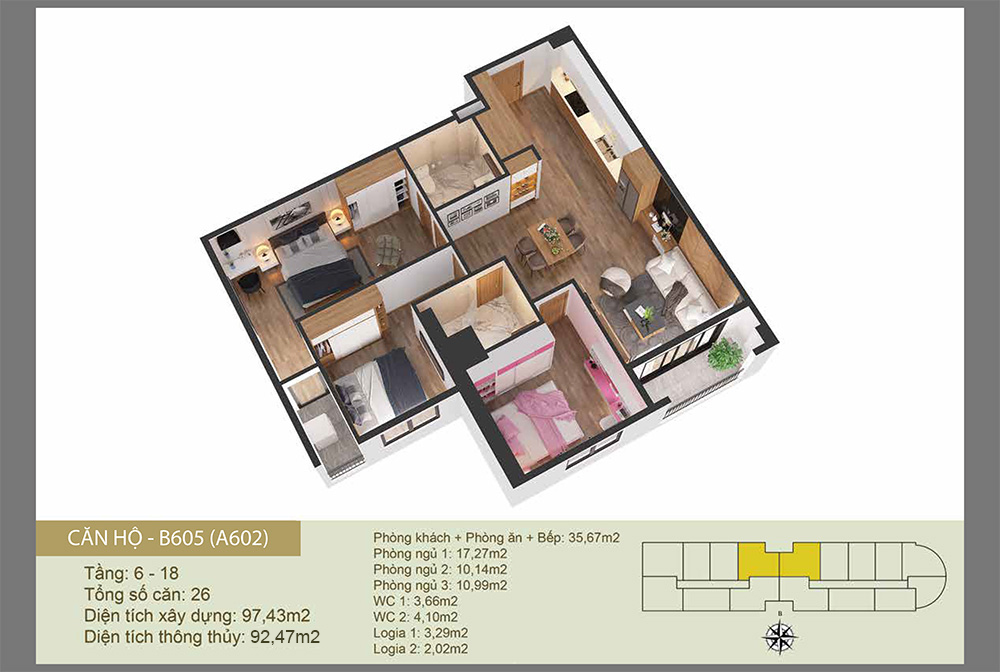 CĂN HỘ - B605 (A602)
Tầng: 6 - 18
Tổng số căn: 26
Diện tích xây dựng: 97,43m2
Diện tích thông thủy: 92,47m2
Phòng khách + Phòng ăn + Bếp: 35,67m2
Phòng ngủ 1: 17,27m2
Phòng ngủ 2: 10,14m2
Phòng ngủ 3: 10,99m2
WC 1: 3,66m2
WC 2: 4,10m2
Logia 1: 3,29m2
Logia 2: 2,02m2
B